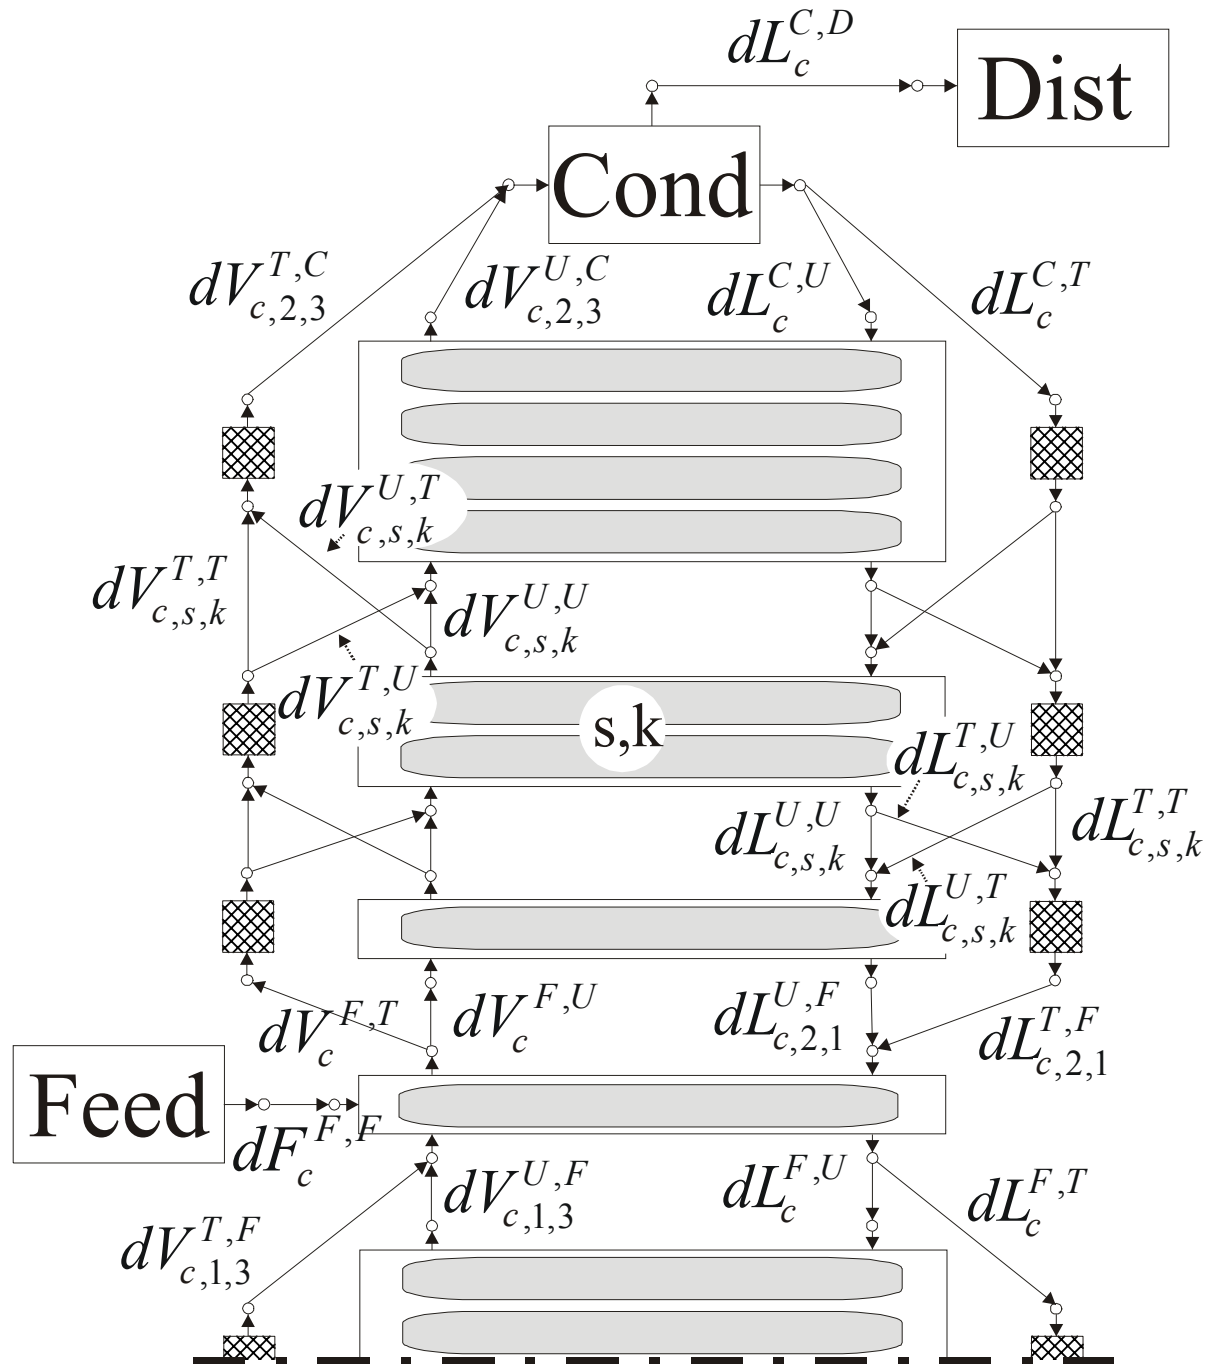 dL_c^{C,D}
Dist
Cond
dV_{c,2,3}^{T,C}
dV_{c,2,3}^{U,C}
dL_c^{C,U}
dL_c^{C,T}
dV_{c,s,k}^{U,T}
dV_{c,s,k}^{T,T}
dV_{c,s,k}^{U,U}
dV_{c,s,k}^{T,U}
s,k
dL_{c,s,k}^{T,U}
dL_{c,s,k}^{U,U}
dL_{c,s,k}^{T,T}
dL_{c,s,k}^{U,T}
dV_c^{F,T}
dV_c^{F,U}
dL_{c,2,1}^{U,F}
dL_{c,2,1}^{T,F}
Feed
dF_c^{F,F}
dV_{c,1,3}^{U,F}
dL_c^{F,U}
dL_c^{F,T}
dV_{c,1,3}^{T,F}